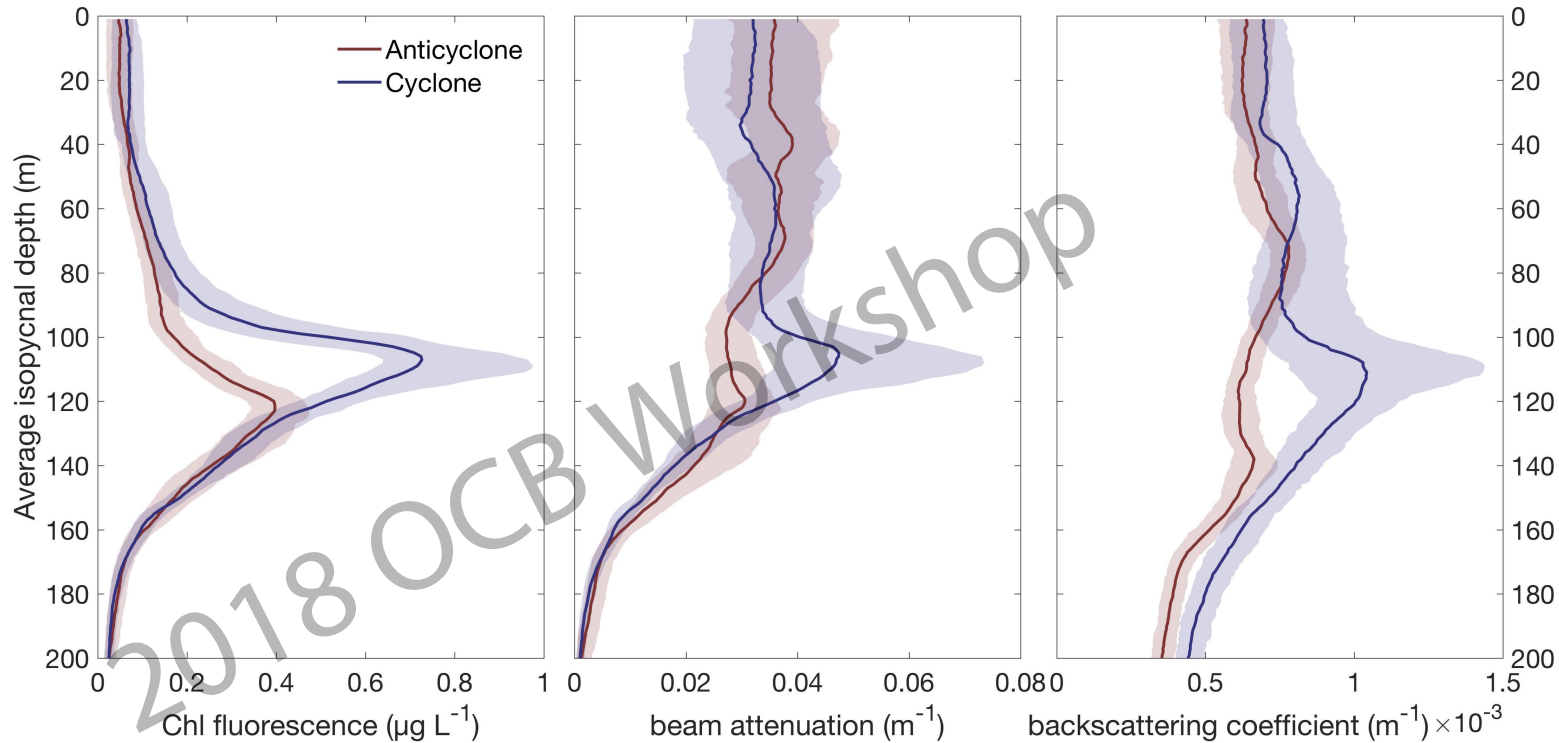 Anticyclone
Cyclone
0
20
40
60
80
100
120
140
160
180
200
Average isopycnal depth (m)
0 0.2 0.4 0.6 0.8 1
Chl fluorescence (μg L⁻¹)
0 0.02 0.04 0.06 0.08
beam attenuation (m⁻¹)
0 0.5 1 1.5
backscattering coefficient (m⁻¹) ×10⁻³
0
20
40
60
80
100
120
140
160
180
200
2018 OCB Workshop